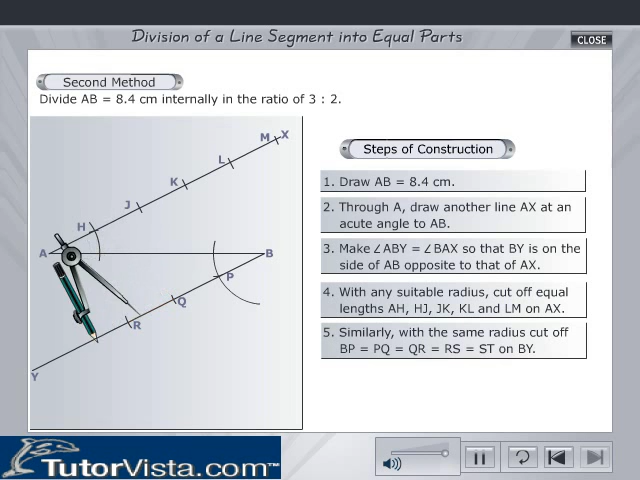 Division of a Line Segment into Equal Parts
CLOSE
Second Method
Divide AB = 8.4 cm internally in the ratio of 3 : 2.
M X
L
K
J
H
A
B
P
Q
R
Y
Steps of Construction
1. Draw AB = 8.4 cm.
2. Through A, draw another line AX at an
acute angle to AB.
3. Make ∠ABY = ∠BAX so that BY is on the
side of AB opposite to that of AX.
4. With any suitable radius, cut off equal
lengths AH, HJ, JK, KL and LM on AX.
5. Similarly, with the same radius cut off
BP = PQ = QR = RS = ST on BY.
TutorVista.com™